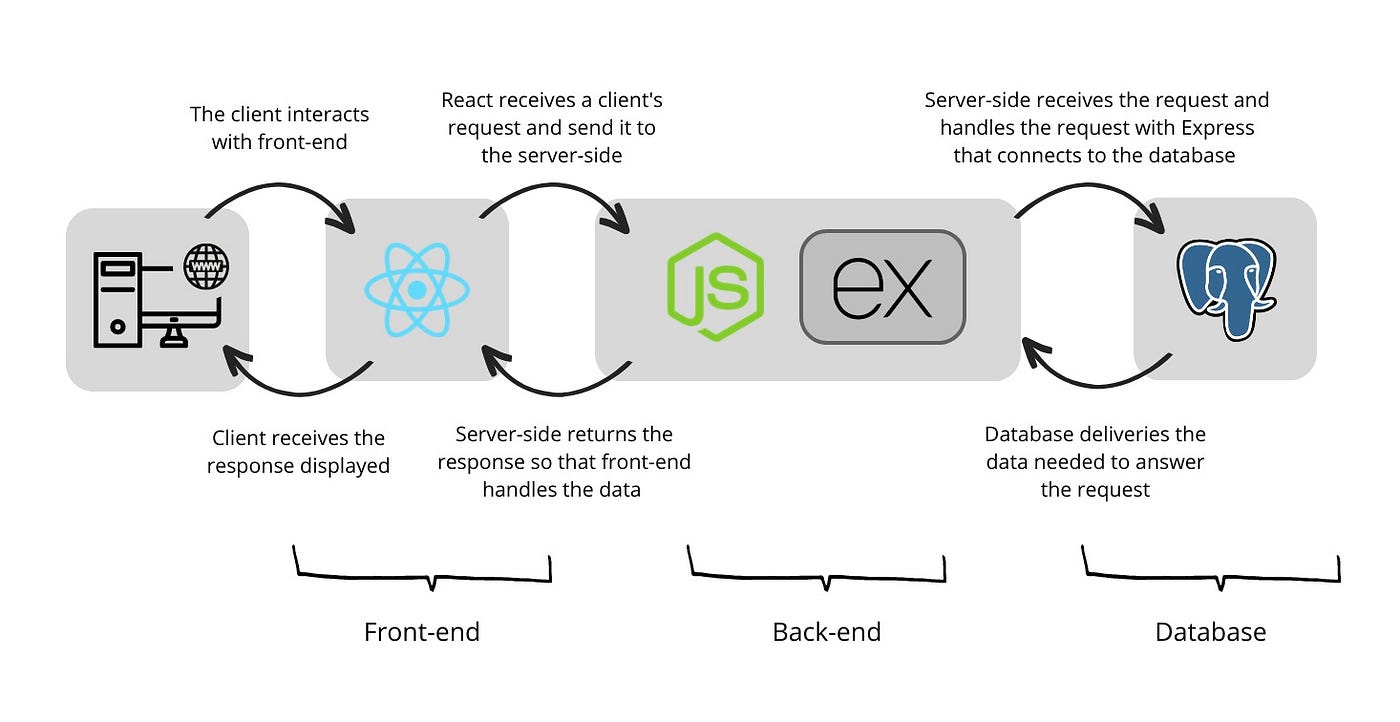 The client interacts
with front-end
React receives a client's
request and send it to
the server-side
Server-side receives the request and
handles the request with Express
that connects to the database
WWW
JS
ex
Client receives the
response displayed
Server-side returns the
response so that front-end
handles the data
Database deliveries the
data needed to answer
the request
Front-end
Back-end
Database